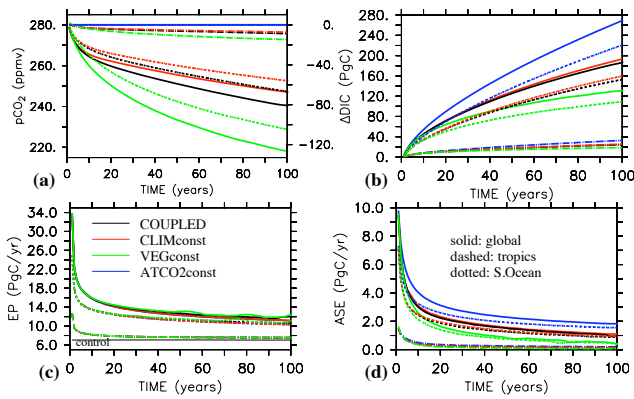 280.
260.
240.
220.
pCO2 (ppmv)
0.
−40.
−80.
−120.
0 20 40 60 80 100
TIME (years)
(a)
280.
240.
200.
160.
120.
80.
40.
0.
ΔDIC (PgC)
0 20 40 60 80 100
TIME (years)
(b)
34.0
30.0
26.0
22.0
18.0
14.0
10.0
6.0
EP (PgC/yr)
COUPLED
CLIMconst
VEGconst
ATCO2const
control
0 20 40 60 80 100
TIME (years)
(c)
10.0
8.0
6.0
4.0
2.0
0.0
ASE (PgC/yr)
solid: global
dashed: tropics
dotted: S.Ocean
0 20 40 60 80 100
TIME (years)
(d)